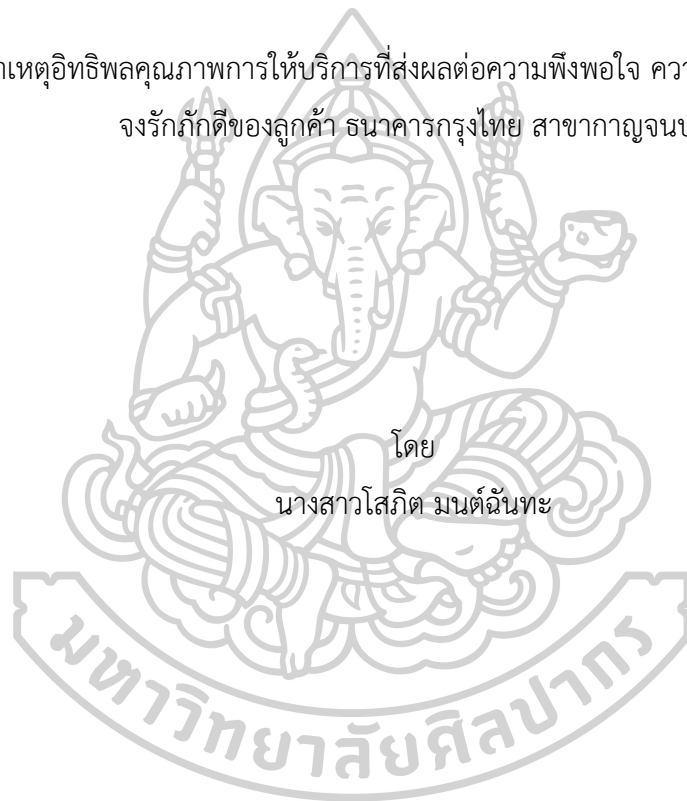 าเหตุอิทธิพลคุณภาพการให้บริการที่ส่งผลต่อความพึงพอใจ ควา
จงรักภักดีของลูกค้า ธนาคารกรุงไทย สาขากาญจนบ
โดย
นางสาวโสภิต มนต์ฉันทะ
มหาวิทยาลัยศิลปากร